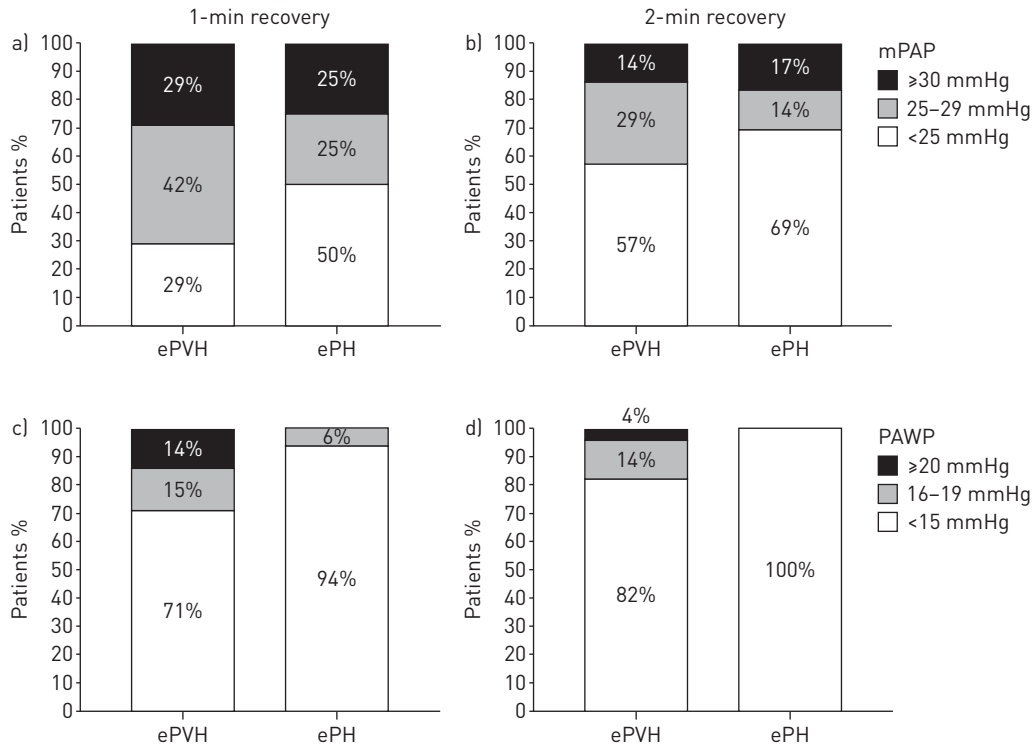 1-min recovery
a)
100
90
80
70
60
50
40
30
20
10
0
Patients %
29%
42%
29%
25%
25%
50%
ePVH
ePH
2-min recovery
b)
100
90
80
70
60
50
40
30
20
10
0
Patients %
14%
29%
57%
17%
14%
69%
ePVH
ePH
mPAP
≥30 mmHg
25–29 mmHg
<25 mmHg
c)
100
90
80
70
60
50
40
30
20
10
0
Patients %
14%
15%
71%
6%
94%
ePVH
ePH
d)
100
90
80
70
60
50
40
30
20
10
0
Patients %
4%
14%
82%
100%
ePVH
ePH
PAWP
≥20 mmHg
16–19 mmHg
<15 mmHg